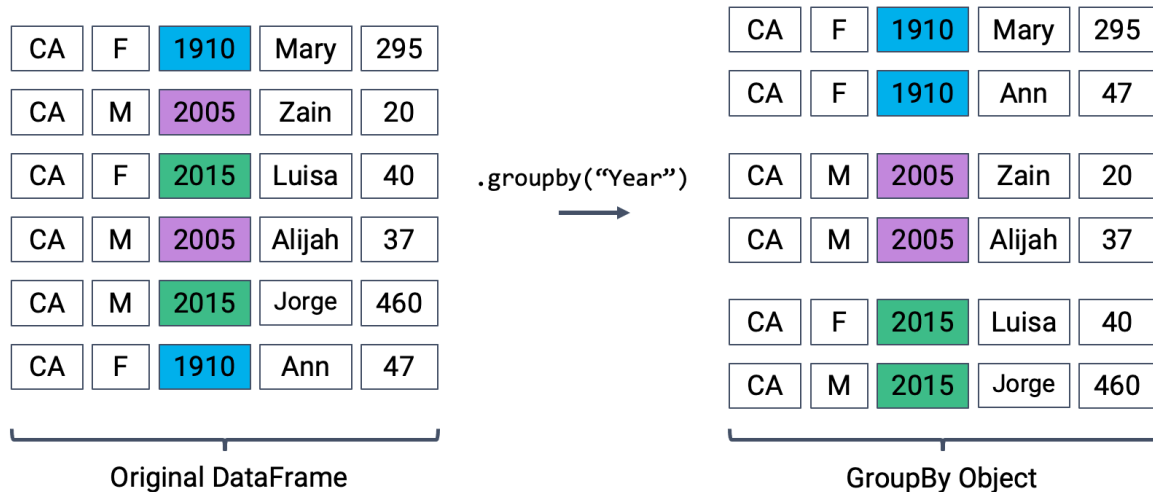 CA F 1910 Mary 295
CA M 2005 Zain 20
CA F 2015 Luisa 40
CA M 2005 Alijah 37
CA M 2015 Jorge 460
CA F 1910 Ann 47
Original DataFrame
.groupby(“Year”)
CA F 1910 Mary 295
CA F 1910 Ann 47
CA M 2005 Zain 20
CA M 2005 Alijah 37
CA F 2015 Luisa 40
CA M 2015 Jorge 460
GroupBy Object